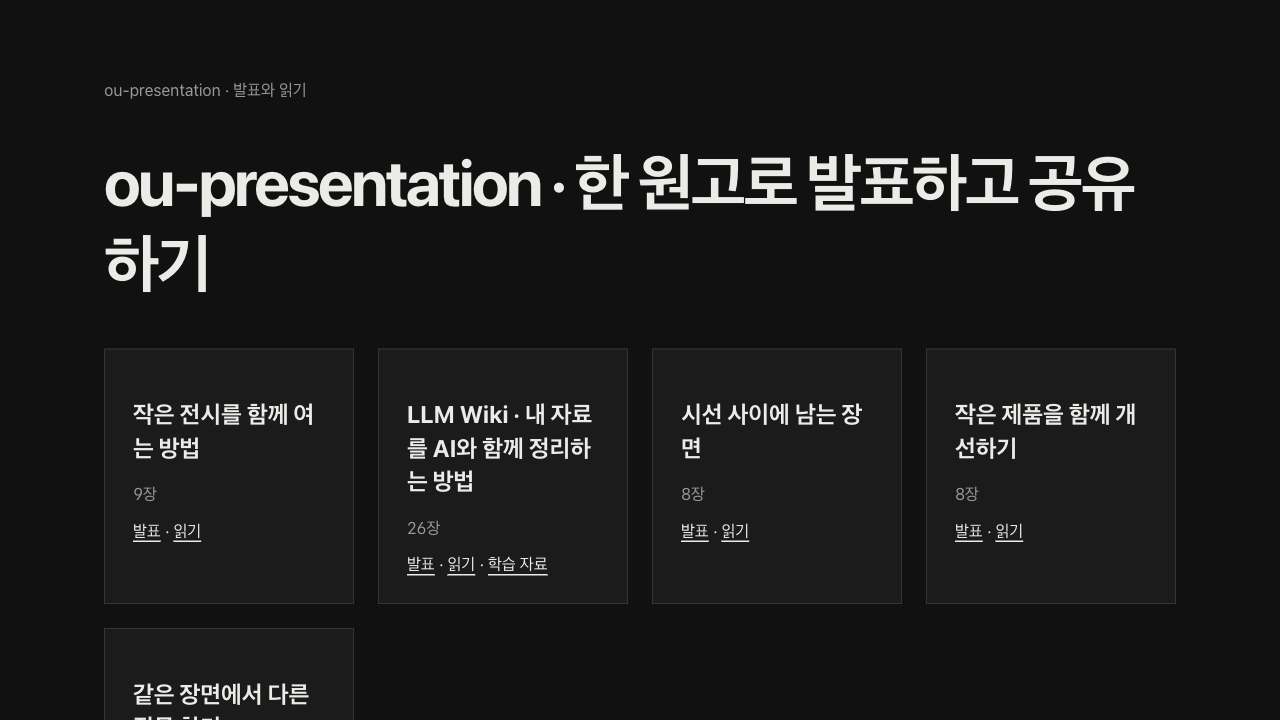 ou-presentation · 발표와 읽기
ou-presentation · 한 원고로 발표하고 공유
하기
작은 전시를 함께 여
는 방법
9장
발표 · 읽기
LLM Wiki · 내 자료
를 AI와 함께 정리하
는 방법
26장
발표 · 읽기 · 학습 자료
시선 사이에 남는 장
면
8장
발표 · 읽기
작은 제품을 함께 개
선하기
8장
발표 · 읽기
같은 장면에서 다른